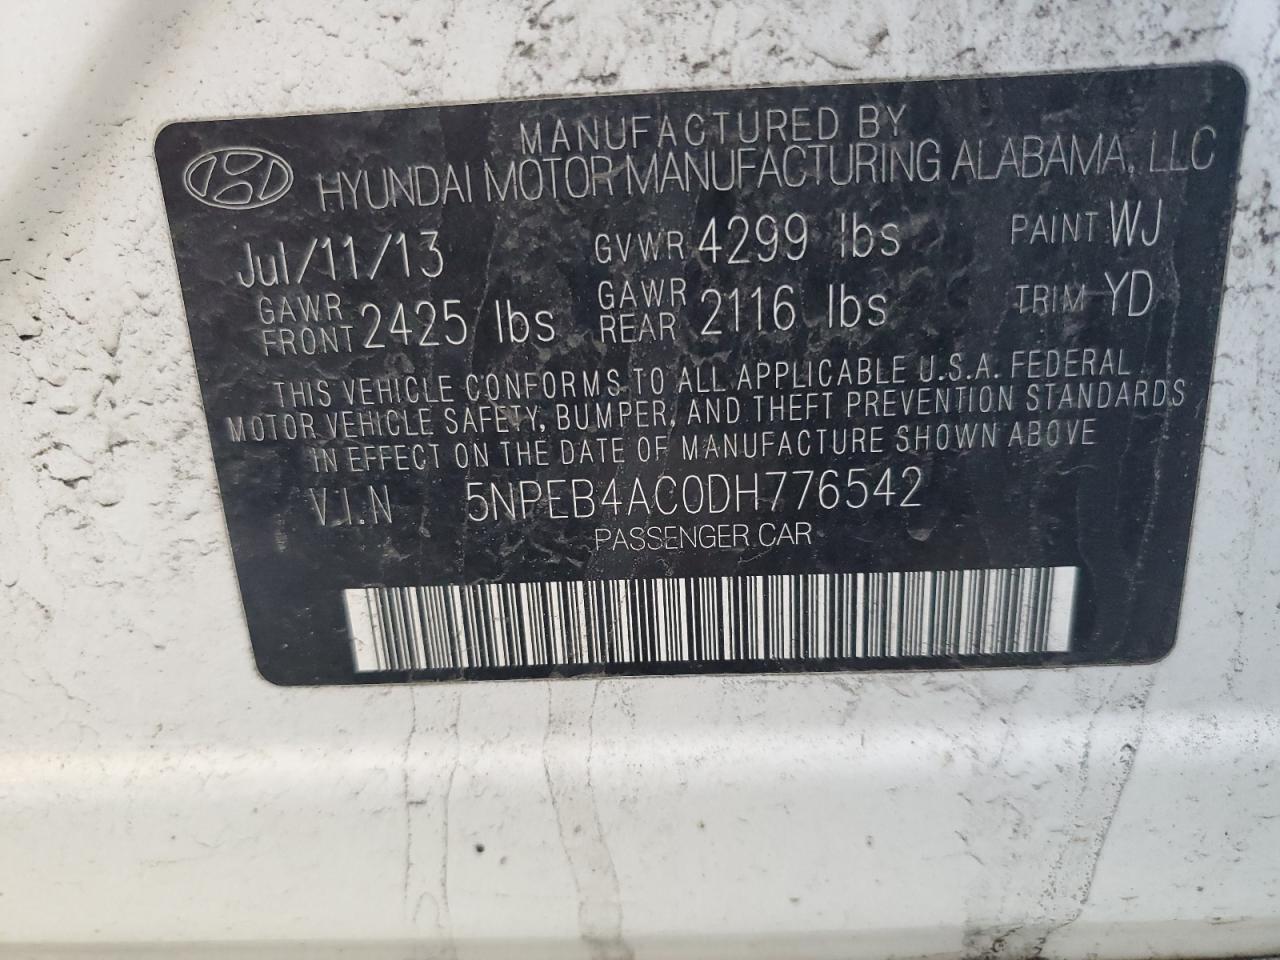 MANUFACTURED BY
HYUNDAI MOTOR MANUFACTURING ALABAMA, LLC
Jul/11/13 GVWR 4299 lbs PAINT WJ
GAWR FRONT 2425 lbs GAWR REAR 2116 lbs TRIM YD
THIS VEHICLE CONFORMS TO ALL APPLICABLE U.S.A. FEDERAL
MOTOR VEHICLE SAFETY, BUMPER, AND THEFT PREVENTION STANDARDS
IN EFFECT ON THE DATE OF MANUFACTURE SHOWN ABOVE
V.I.N 5NPEB4AC0DH776542
PASSENGER CAR